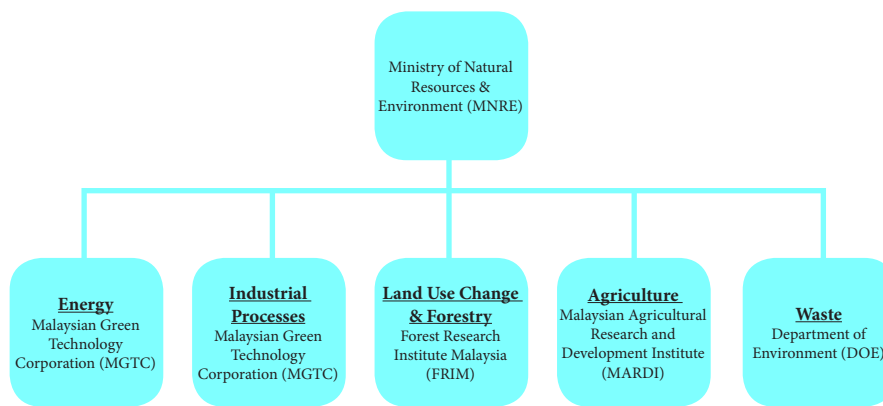 Ministry of Natural
Resources &
Environment (MNRE)
Energy
Malaysian Green
Technology
Corporation (MGTC)
Industrial
Processes
Malaysian Green
Technology
Corporation (MGTC)
Land Use Change
& Forestry
Forest Research
Institute Malaysia
(FRIM)
Agriculture
Malaysian Agricultural
Research and
Development Institute
(MARDI)
Waste
Department of
Environment (DOE)